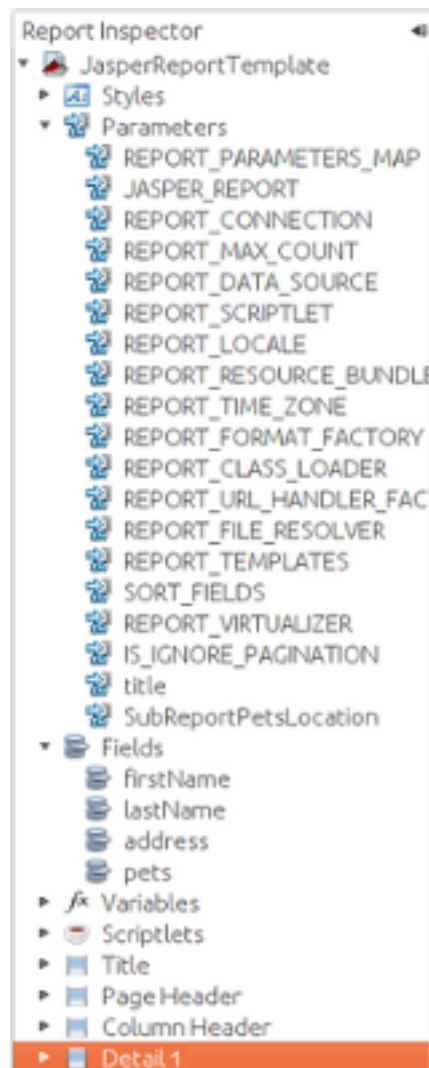 Report Inspector
JasperReportTemplate
Styles
Parameters
REPORT_PARAMETERS_MAP
JASPER_REPORT
REPORT_CONNECTION
REPORT_MAX_COUNT
REPORT_DATA_SOURCE
REPORT_SCRIPTLET
REPORT_LOCALE
REPORT_RESOURCE_BUNDLE
REPORT_TIME_ZONE
REPORT_FORMAT_FACTORY
REPORT_CLASS_LOADER
REPORT_URL_HANDLER_FAC
REPORT_FILE_RESOLVER
REPORT_TEMPLATES
SORT_FIELDS
REPORT_VIRTUALIZER
IS_IGNORE_PAGINATION
title
SubReportPetsLocation
Fields
firstName
lastName
address
pets
fx Variables
Scriptlets
Title
Page Header
Column Header
Detail 1